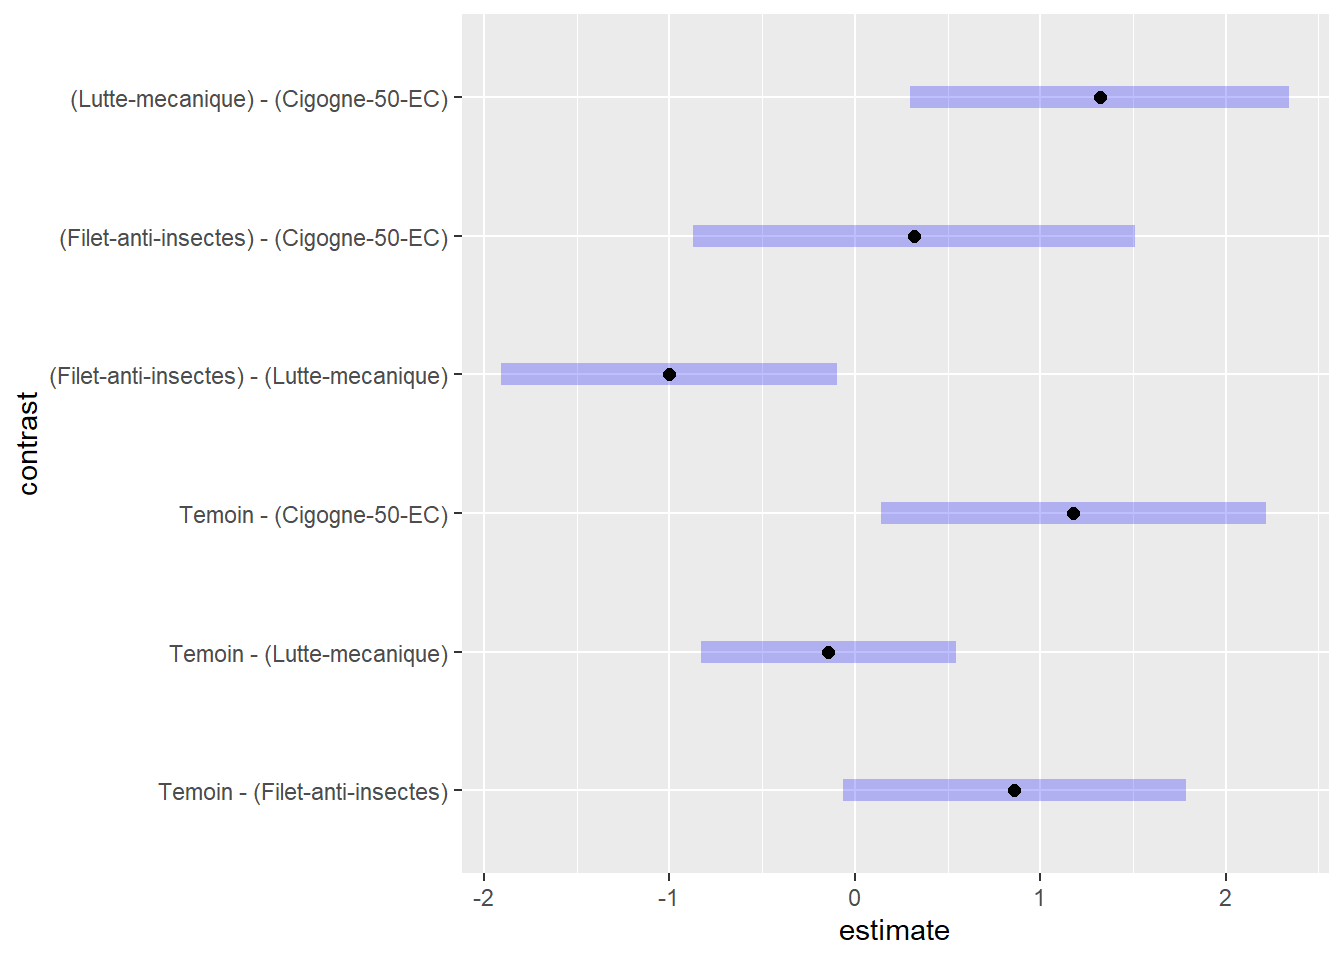 (Lutte-mecanique) - (Cigogne-50-EC)
(Filet-anti-insectes) - (Cigogne-50-EC)
(Filet-anti-insectes) - (Lutte-mecanique)
Temoin - (Cigogne-50-EC)
Temoin - (Lutte-mecanique)
Temoin - (Filet-anti-insectes)
contrast
-2 -1 0 1 2
estimate